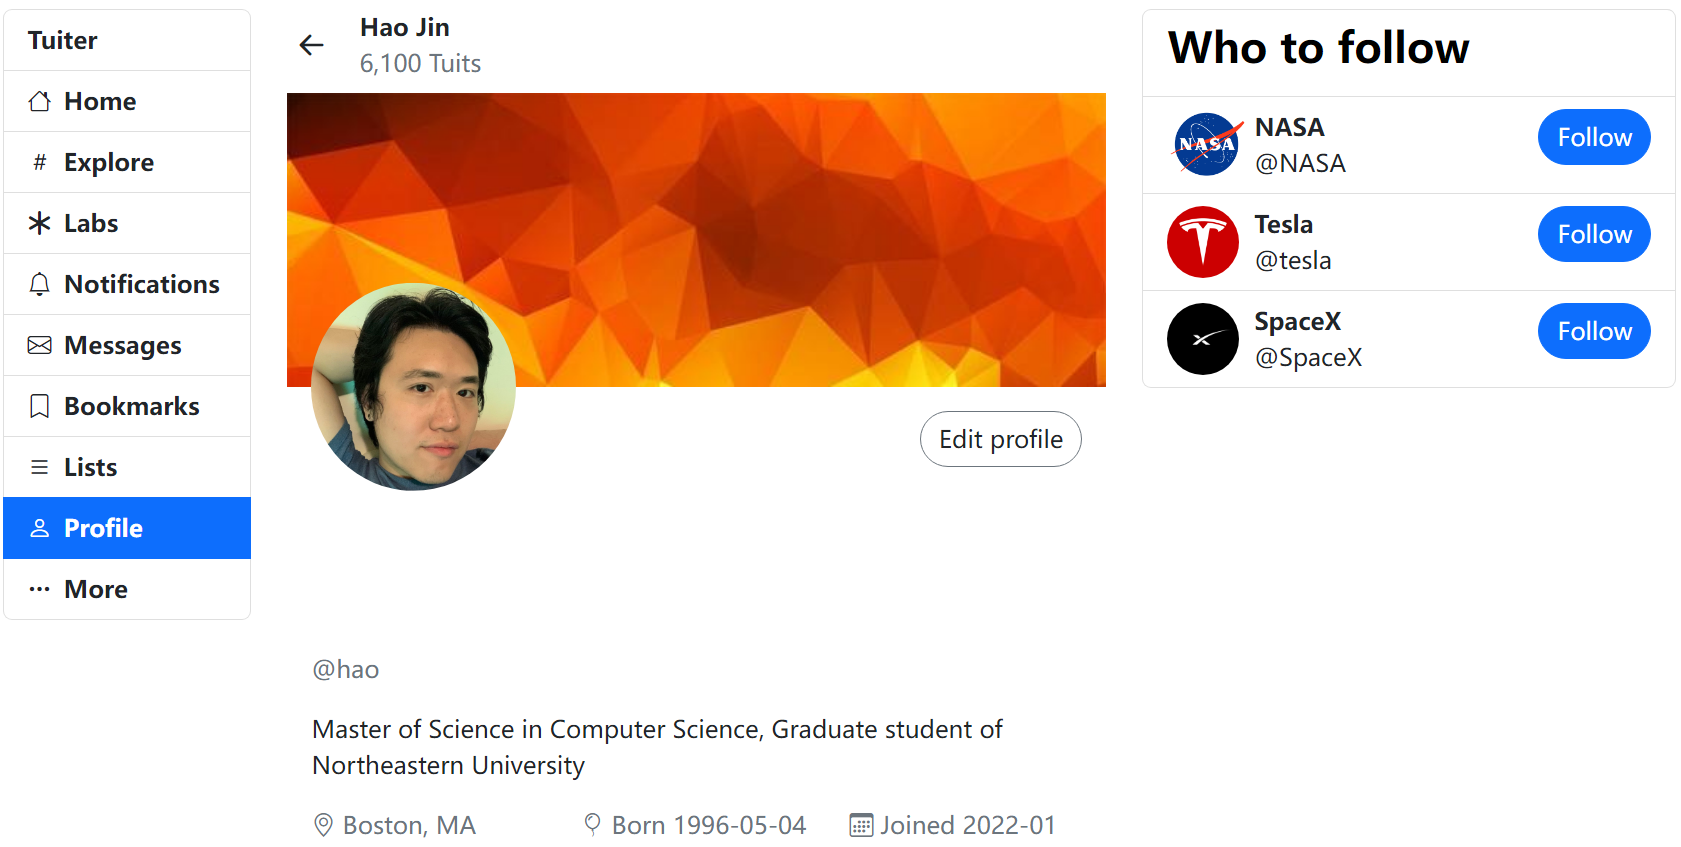 Tuiter
Home
# Explore
Labs
Notifications
Messages
Bookmarks
Lists
Profile
More
Hao Jin
6,100 Tuits
Edit profile
@hao
Master of Science in Computer Science, Graduate student of
Northeastern University
Boston, MA
Born 1996-05-04
Joined 2022-01
Who to follow
NASA
NASA
@NASA
Follow
Tesla
@tesla
Follow
SpaceX
@SpaceX
Follow